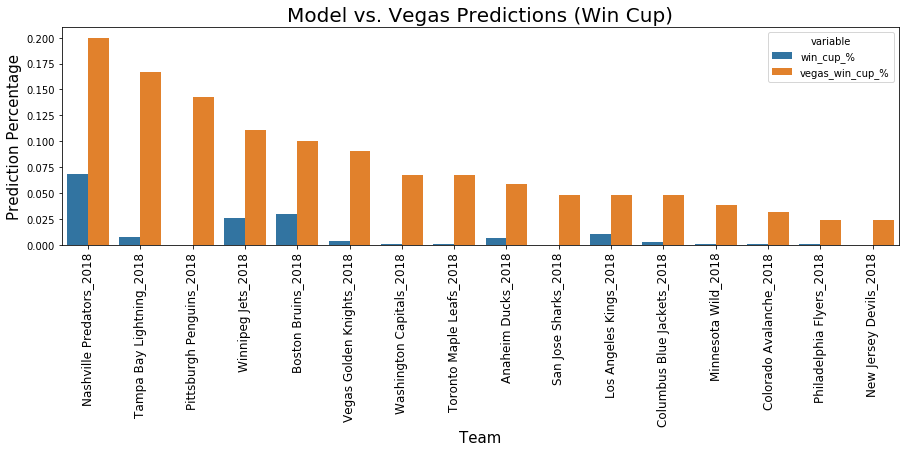 Model vs. Vegas Predictions (Win Cup)
Prediction Percentage
0.200
0.175
0.150
0.125
0.100
0.075
0.050
0.025
0.000
variable
win_cup_%
vegas_win_cup_%
Nashville Predators_2018
Tampa Bay Lightning_2018
Pittsburgh Penguins_2018
Winnipeg Jets_2018
Boston Bruins_2018
Vegas Golden Knights_2018
Washington Capitals_2018
Toronto Maple Leafs_2018
Anaheim Ducks_2018
San Jose Sharks_2018
Los Angeles Kings_2018
Columbus Blue Jackets_2018
Minnesota Wild_2018
Colorado Avalanche_2018
Philadelphia Flyers_2018
New Jersey Devils_2018
Team